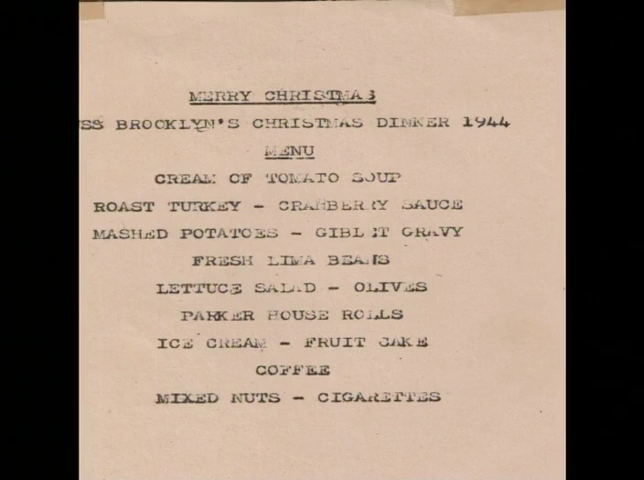 MERRY CHRISTMAS
SS BROOKLYN'S CHRISTMAS DINNER 1944
MENU
CREAM OF TOMATO SOUP
ROAST TURKEY - CRANBERRY SAUCE
MASHED POTATOES - GIBLET GRAVY
FRESH LIMA BEANS
LETTUCE SALAD - OLIVES
PARKER HOUSE ROLLS
ICE CREAM - FRUIT CAKE
COFFEE
MIXED NUTS - CIGARETTES